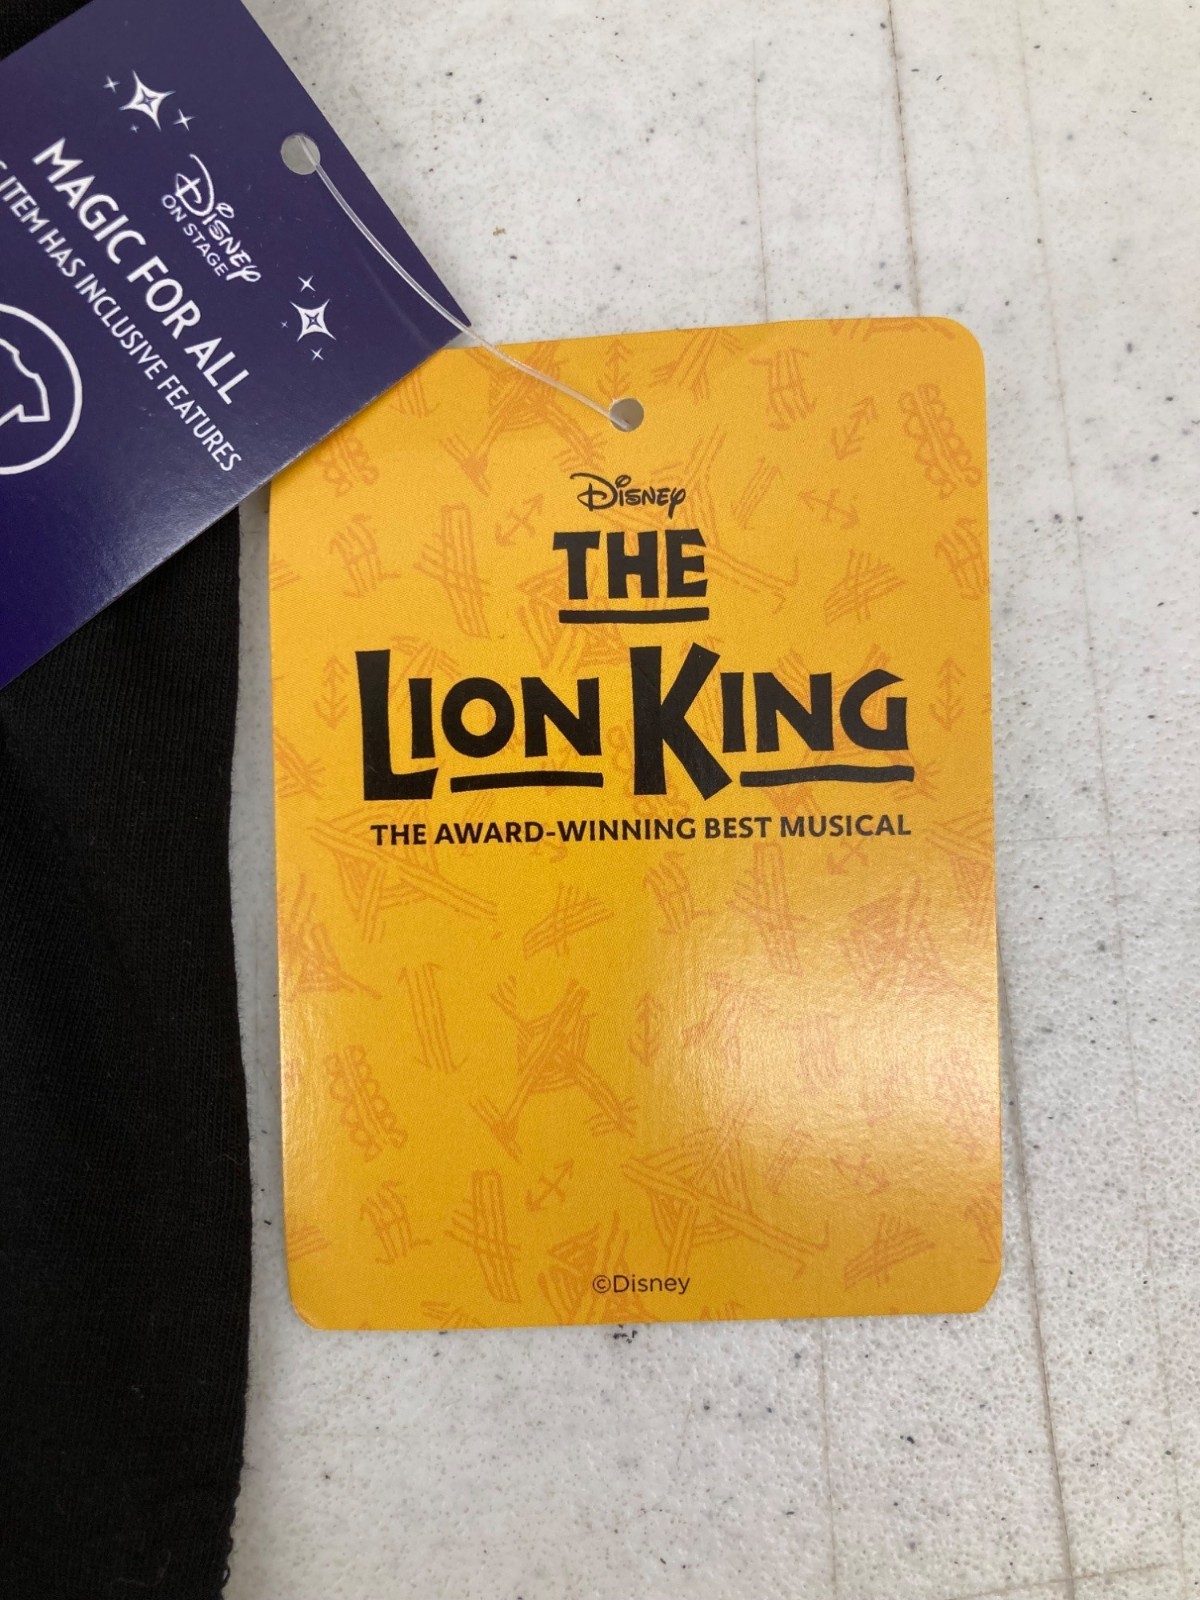 Disney
ON STAGE
MAGIC FOR ALL
ITEM HAS INCLUSIVE FEATURES
Disney
THE
LION KING
THE AWARD-WINNING BEST MUSICAL
©Disney